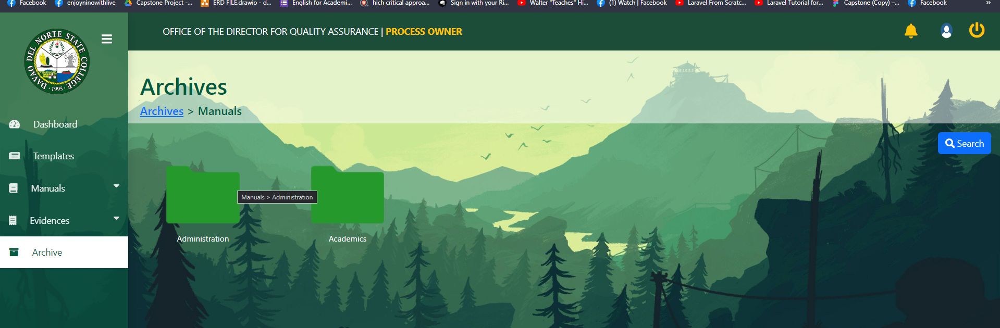 Facebook
enjoyninowithlive
Capstone Project -...
ERD FILE.drawio - d...
English for Academi...
hich critical approa...
Sign in with your Ri...
Walter "Teaches" Hi...
(1) Watch | Facebook
Laravel From Scratc...
Laravel Tutorial for...
Capstone (Copy) –...
Facebook
»
OFFICE OF THE DIRECTOR FOR QUALITY ASSURANCE | PROCESS OWNER
DAVAO DEL NORTE STATE COLLEGE
· 1995 ·
Archives
Archives > Manuals
Dashboard
Templates
Manuals
Evidences
Archive
Search
Manuals > Administration
Administration
Academics